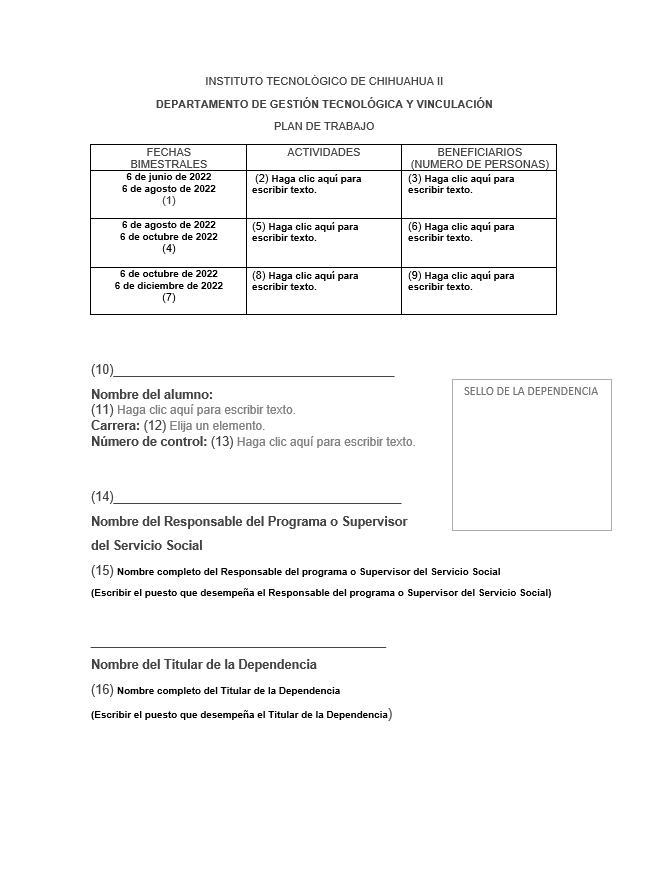 INSTITUTO TECNOLÓGICO DE CHIHUAHUA II
DEPARTAMENTO DE GESTIÓN TECNOLÓGICA Y VINCULACIÓN
PLAN DE TRABAJO
FECHAS BIMESTRALES
ACTIVIDADES
BENEFICIARIOS (NUMERO DE PERSONAS)
6 de junio de 2022
6 de agosto de 2022
(1)
(2) Haga clic aquí para
escribir texto.
(3) Haga clic aquí para
escribir texto.
6 de agosto de 2022
6 de octubre de 2022
(4)
(5) Haga clic aquí para
escribir texto.
(6) Haga clic aquí para
escribir texto.
6 de octubre de 2022
6 de diciembre de 2022
(7)
(8) Haga clic aquí para
escribir texto.
(9) Haga clic aquí para
escribir texto.
(10)
Nombre del alumno:
(11) Haga clic aquí para escribir texto.
Carrera: (12) Elija un elemento.
Número de control: (13) Haga clic aquí para escribir texto.
SELLO DE LA DEPENDENCIA
(14)
Nombre del Responsable del Programa o Supervisor
del Servicio Social
(15) Nombre completo del Responsable del programa o Supervisor del Servicio Social
(Escribir el puesto que desempeña el Responsable del programa o Supervisor del Servicio Social)
Nombre del Titular de la Dependencia
(16) Nombre completo del Titular de la Dependencia
(Escribir el puesto que desempeña el Titular de la Dependencia)